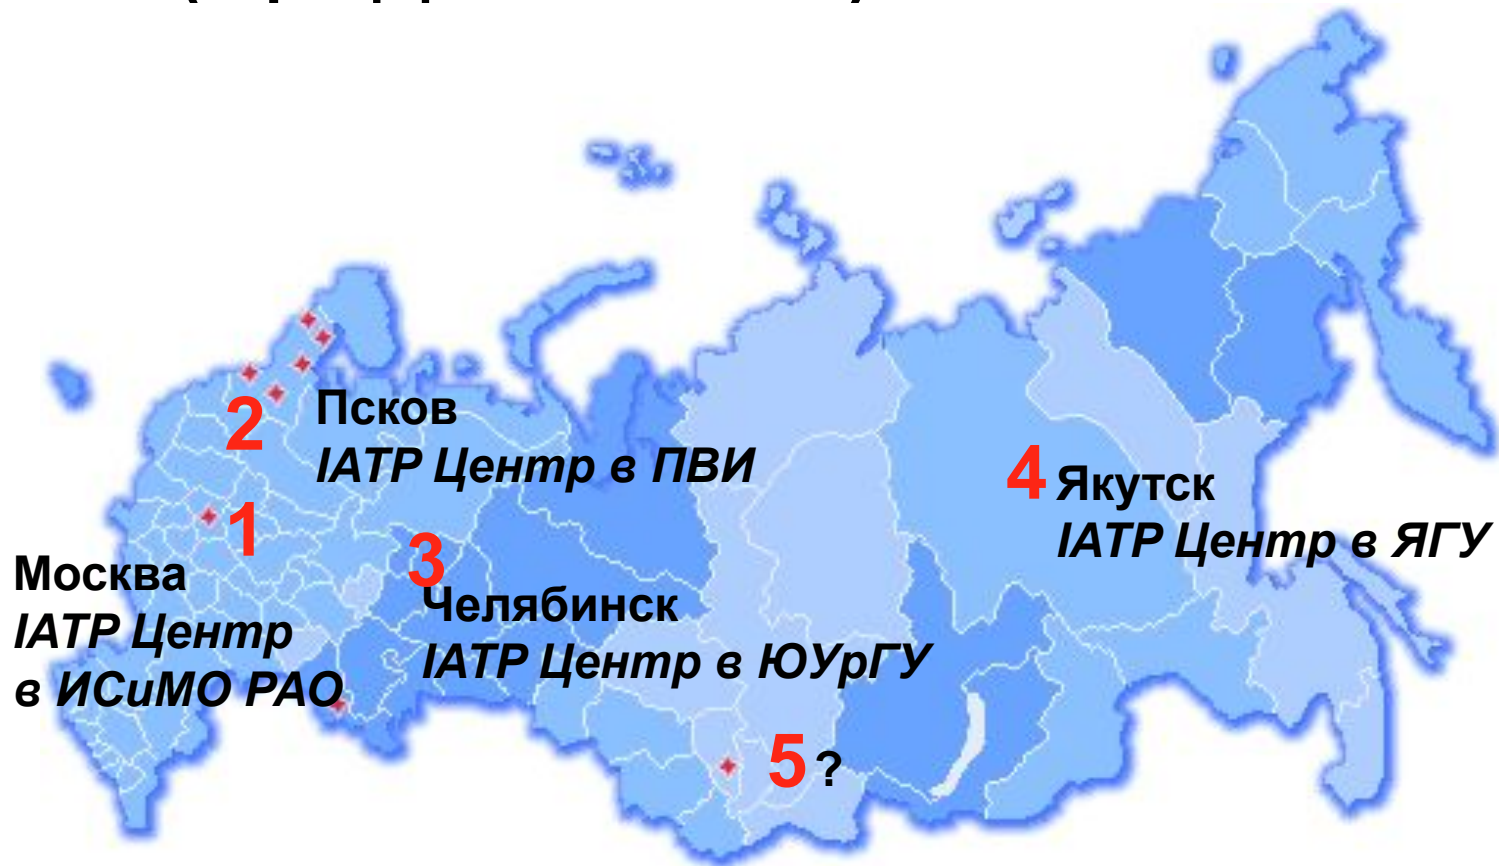 2
Псков
IATP Центр в ПВИ
4
Якутск
IATP Центр в ЯГУ
1
Москва
IATP Центр
в ИСиМО РАО
3
Челябинск
IATP Центр в ЮУрГУ
5 ?